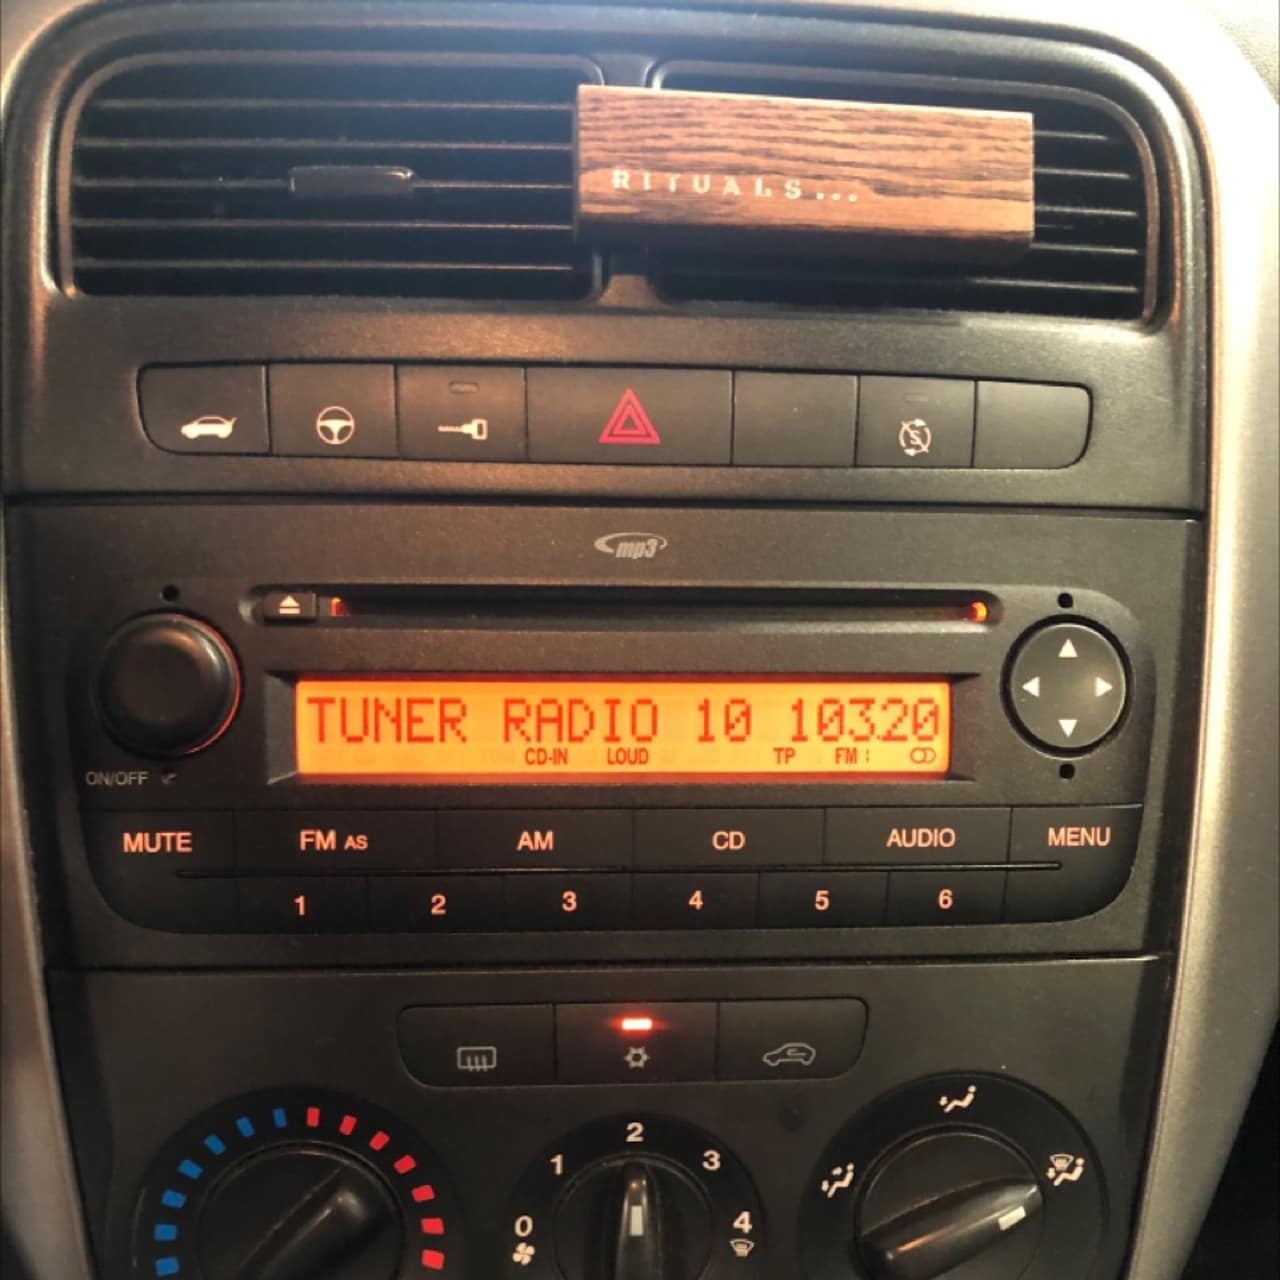 RITUALS...
mp3
TUNER RADIO 10 10320
CD-IN LOUD TP FM
ON/OFF
MUTE FM AS AM CD AUDIO MENU
1 2 3 4 5 6
2
1 3
0 4